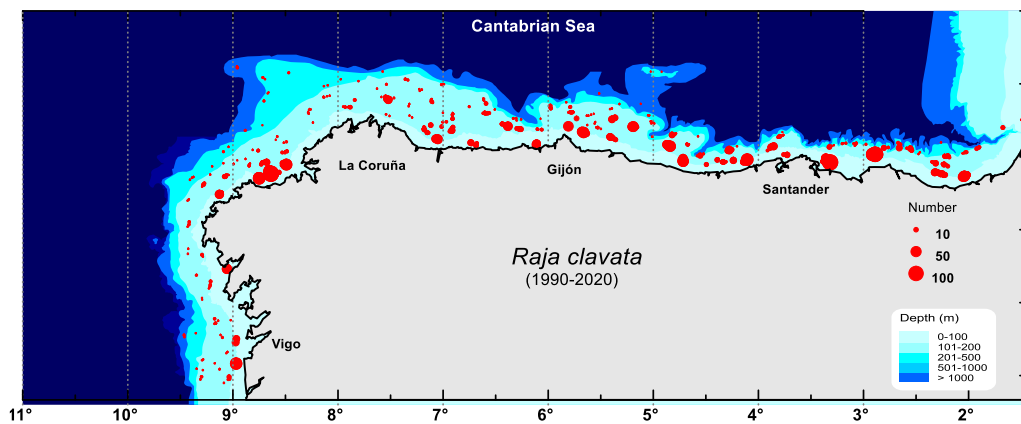 Cantabrian Sea
La Coruña
Gijón
Santander
Number
10
50
100
Raja clavata
(1990-2020)
Depth (m)
0-100
101-200
201-500
501-1000
> 1000
Vigo
11° 10° 9° 8° 7° 6° 5° 4° 3° 2°